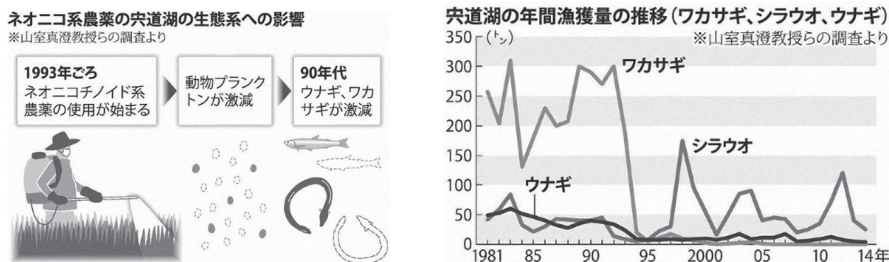 ネオニコ系農薬の宍道湖の生態系への影響
※山室真澄教授らの調査より
1993年ごろ
ネオニコチノイド系
農薬の使用が始まる
動物プランク
トンが激減
90年代
ウナギ、ワカ
サギが激減
宍道湖の年間漁獲量の推移(ワカサギ、シラウオ、ウナギ)
※山室真澄教授らの調査より
(トン)
350
300
250
200
150
100
50
0
ワカサギ
シラウオ
ウナギ
1981 85 90 95 2000 05 10 14年